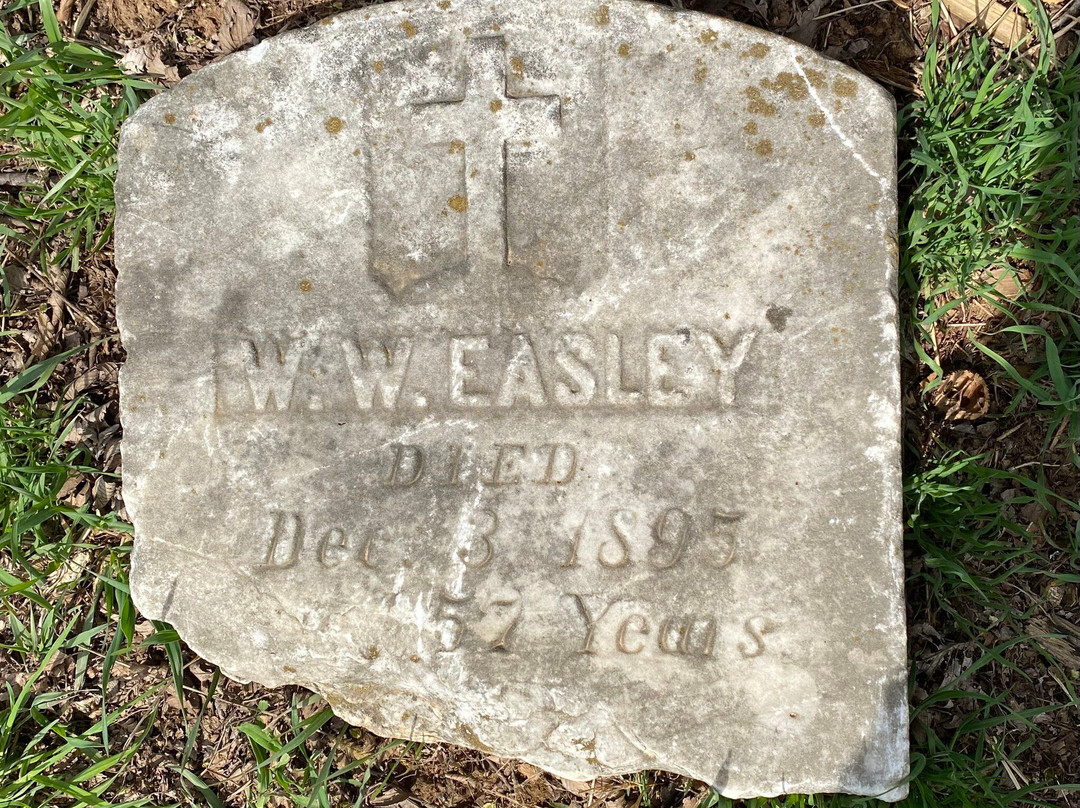 W. W. EASLEY
DIED
Dec. 3 1895
57 Years